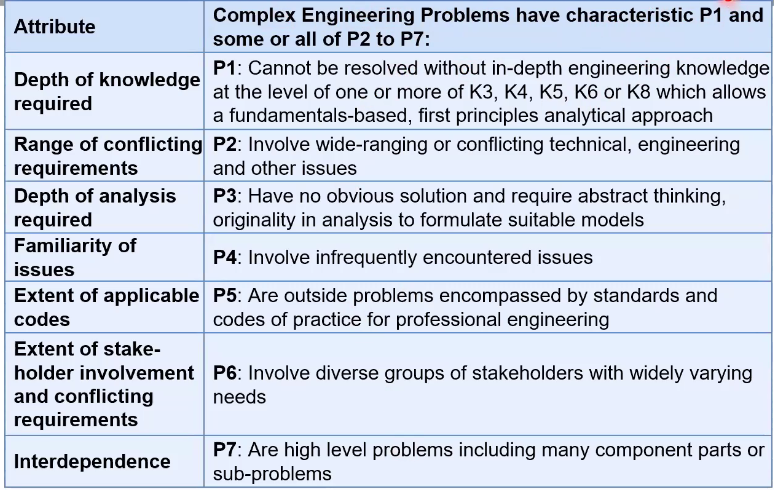 Attribute
Complex Engineering Problems have characteristic P1 and
some or all of P2 to P7:
Depth of knowledge
required
P1: Cannot be resolved without in-depth engineering knowledge
at the level of one or more of K3, K4, K5, K6 or K8 which allows
a fundamentals-based, first principles analytical approach
Range of conflicting
requirements
P2: Involve wide-ranging or conflicting technical, engineering
and other issues
Depth of analysis
required
P3: Have no obvious solution and require abstract thinking,
originality in analysis to formulate suitable models
Familiarity of
issues
P4: Involve infrequently encountered issues
Extent of applicable
codes
P5: Are outside problems encompassed by standards and
codes of practice for professional engineering
Extent of stake-
holder involvement
and conflicting
requirements
P6: Involve diverse groups of stakeholders with widely varying
needs
Interdependence
P7: Are high level problems including many component parts or
sub-problems